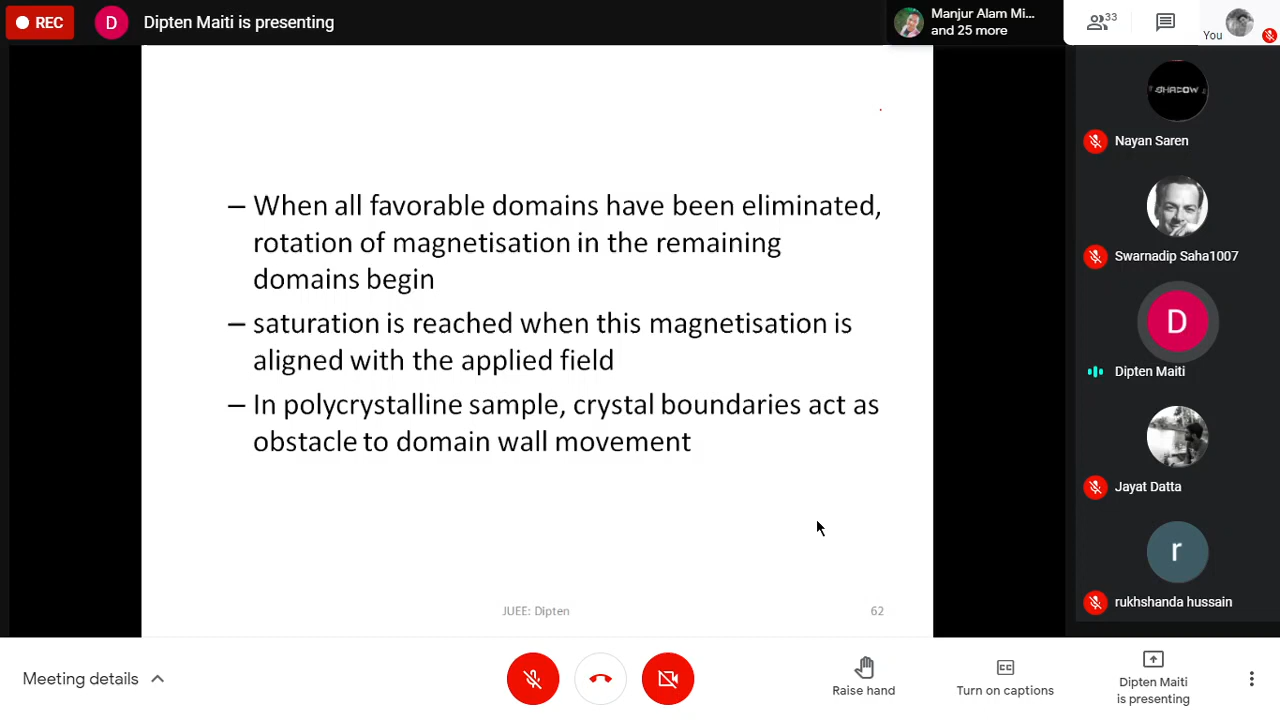 REC
D
Dipten Maiti is presenting
Manjur Alam Mi...
and 25 more
33
You
SHADOW
Nayan Saren
Swarnadip Saha1007
D
Dipten Maiti
Jayat Datta
r
rukhshanda hussain
– When all favorable domains have been eliminated,
rotation of magnetisation in the remaining
domains begin
– saturation is reached when this magnetisation is
aligned with the applied field
– In polycrystalline sample, crystal boundaries act as
obstacle to domain wall movement
JUEE: Dipten
62
Meeting details
Raise hand
CC
Turn on captions
Dipten Maiti
is presenting